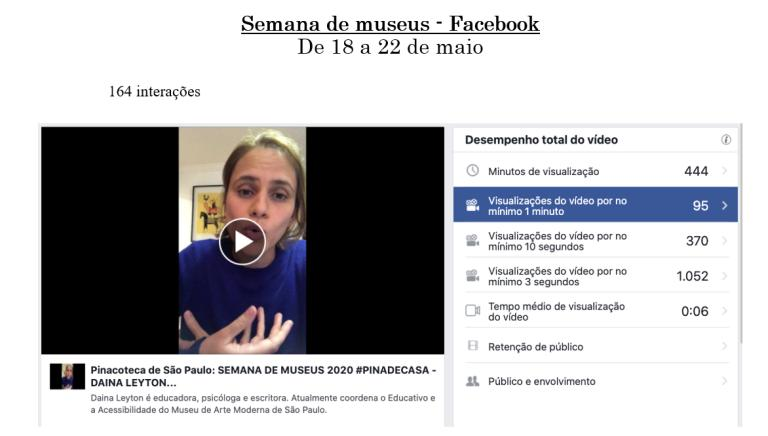 Semana de museus - Facebook
De 18 a 22 de maio
164 interações
Desempenho total do vídeo
Minutos de visualização 444
Visualizações do vídeo por no
mínimo 1 minuto 95
Visualizações do vídeo por no
mínimo 10 segundos 370
Visualizações do vídeo por no
mínimo 3 segundos 1.052
Tempo médio de visualização
do vídeo 0:06
Retenção de público
Público e envolvimento
Pinacoteca de São Paulo: SEMANA DE MUSEUS 2020 #PINADECASA -
DAINA LEYTON...
Daina Leyton é educadora, psicóloga e escritora. Atualmente coordena o Educativo e
a Acessibilidade do Museu de Arte Moderna de São Paulo.